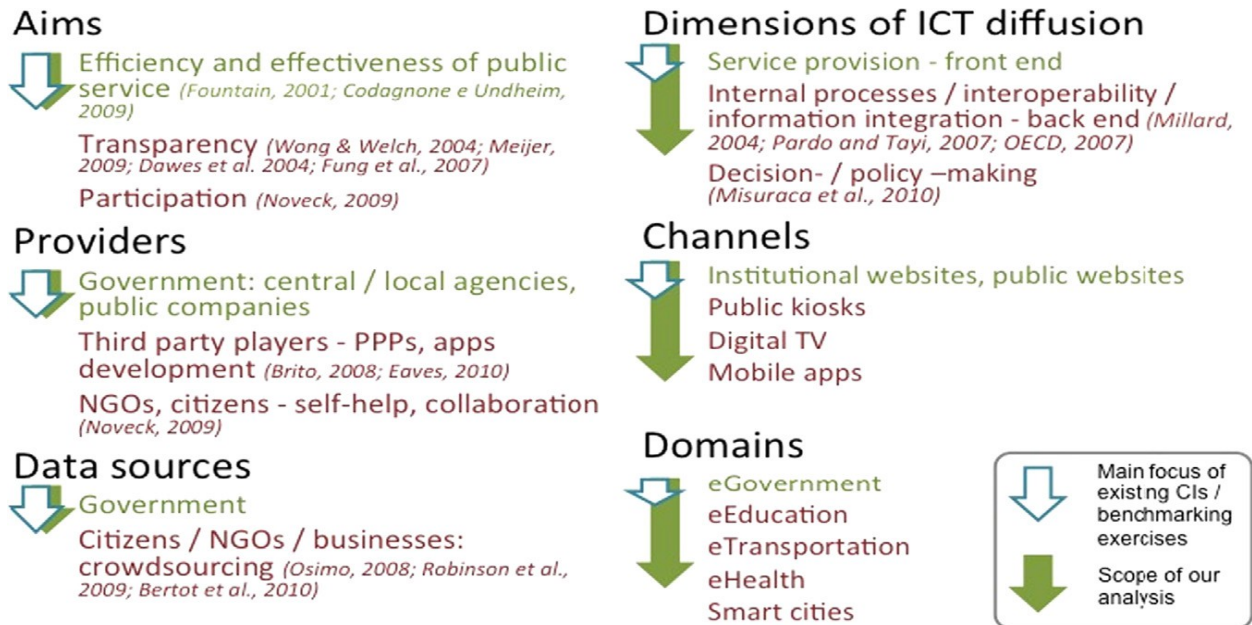 Aims
Efficiency and effectiveness of public
service (Fountain, 2001; Codagnone e Undheim,
2009)
Transparency (Wong & Welch, 2004; Meijer,
2009; Dawes et al. 2004; Fung et al., 2007)
Participation (Noveck, 2009)
Providers
Government: central / local agencies,
public companies
Third party players - PPPs, apps
development (Brito, 2008; Eaves, 2010)
NGOs, citizens - self-help, collaboration
(Noveck, 2009)
Data sources
Government
Citizens / NGOs / businesses:
crowdsourcing (Osimo, 2008; Robinson et al.,
2009; Bertot et al., 2010)
Dimensions of ICT diffusion
Service provision - front end
Internal processes / interoperability /
information integration - back end (Millard,
2004; Pardo and Tayi, 2007; OECD, 2007)
Decision- / policy –making
(Misuraca et al., 2010)
Channels
Institutional websites, public websites
Public kiosks
Digital TV
Mobile apps
Domains
eGovernment
eEducation
eTransportation
eHealth
Smart cities
Main focus of
existing CIs /
benchmarking
exercises
Scope of our
analysis